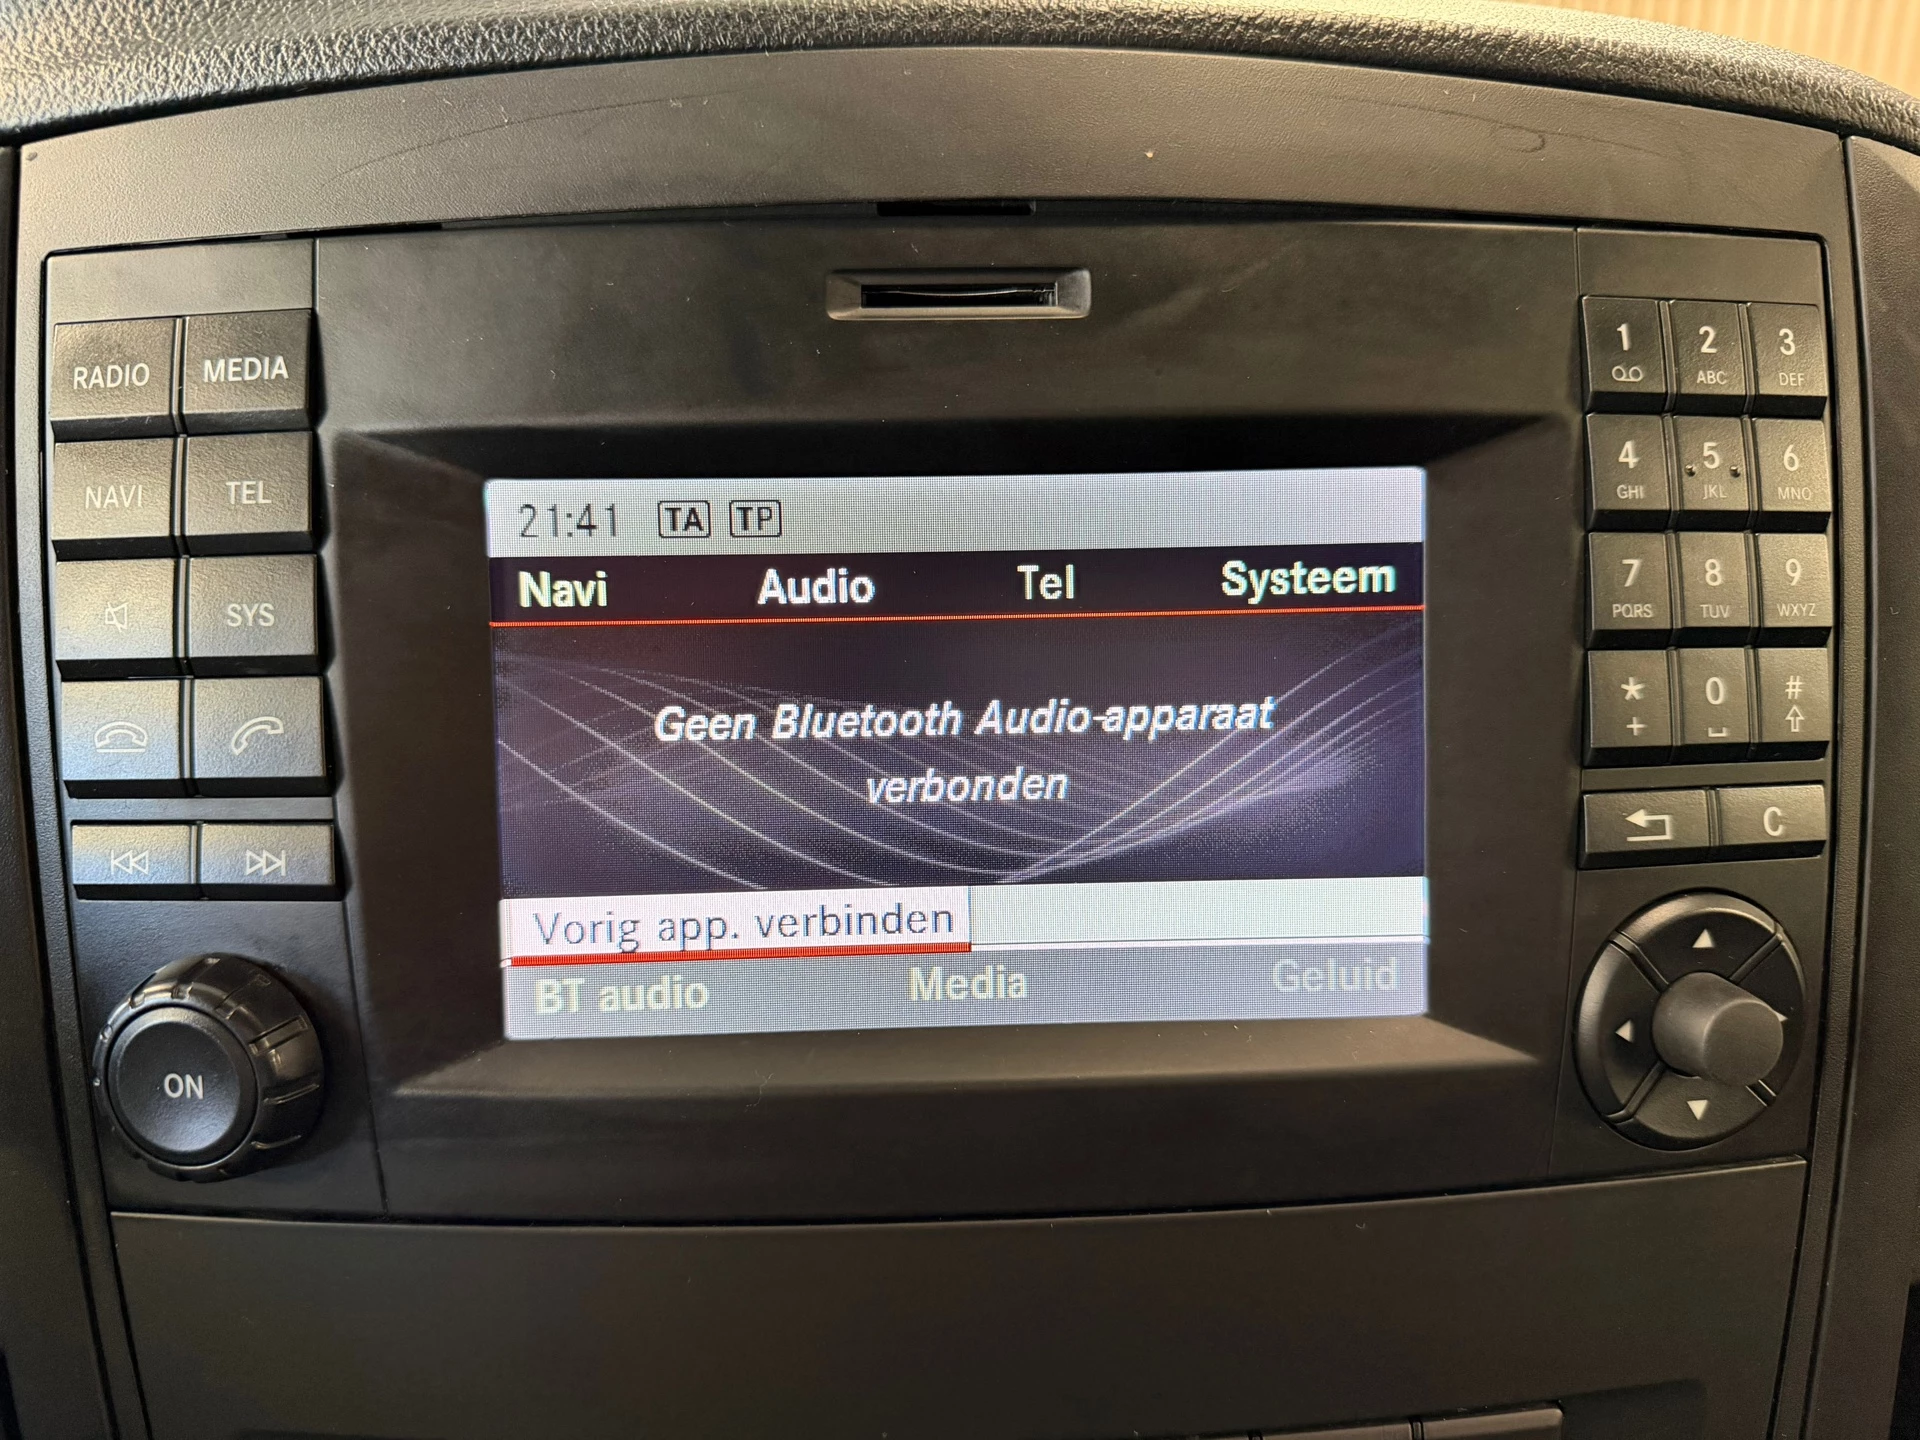 21:41 TA TP
Navi Audio Tel Systeem
Geen Bluetooth Audio-apparaat
verbonden
Vorig app. verbinden
BT audio Media Geluid
RADIO MEDIA
NAVI TEL
SYS
ON
1 2 3
ABC DEF
4 5 6
GHI JKL MNO
7 8 9
PQRS TUV WXYZ
* 0 #
+
C